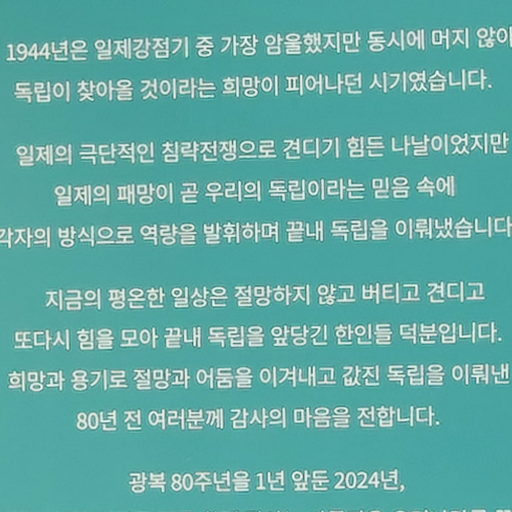 1944년은 일제강점기 중 가장 암울했지만 동시에 머지 않아
독립이 찾아올 것이라는 희망이 피어나던 시기였습니다.
일제의 극단적인 침략전쟁으로 견디기 힘든 나날이었지만
일제의 패망이 곧 우리의 독립이라는 믿음 속에
각자의 방식으로 역량을 발휘하며 끝내 독립을 이뤄냈습니다
지금의 평온한 일상은 절망하지 않고 버티고 견디고
또다시 힘을 모아 끝내 독립을 앞당긴 한인들 덕분입니다.
희망과 용기로 절망과 어둠을 이겨내고 값진 독립을 이뤄낸
80년 전 여러분께 감사의 마음을 전합니다.
광복 80주년을 1년 앞둔 2024년,